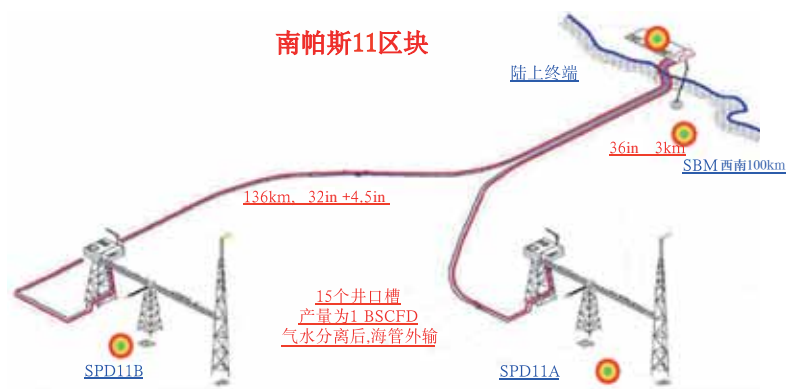 南帕斯11区块
陆上终端
36in 3km
SBM 西南100km
136km, 32in +4.5in
15个井口槽
产量为1 BSCFD
气水分离后,海管外输
SPD11B
SPD11A